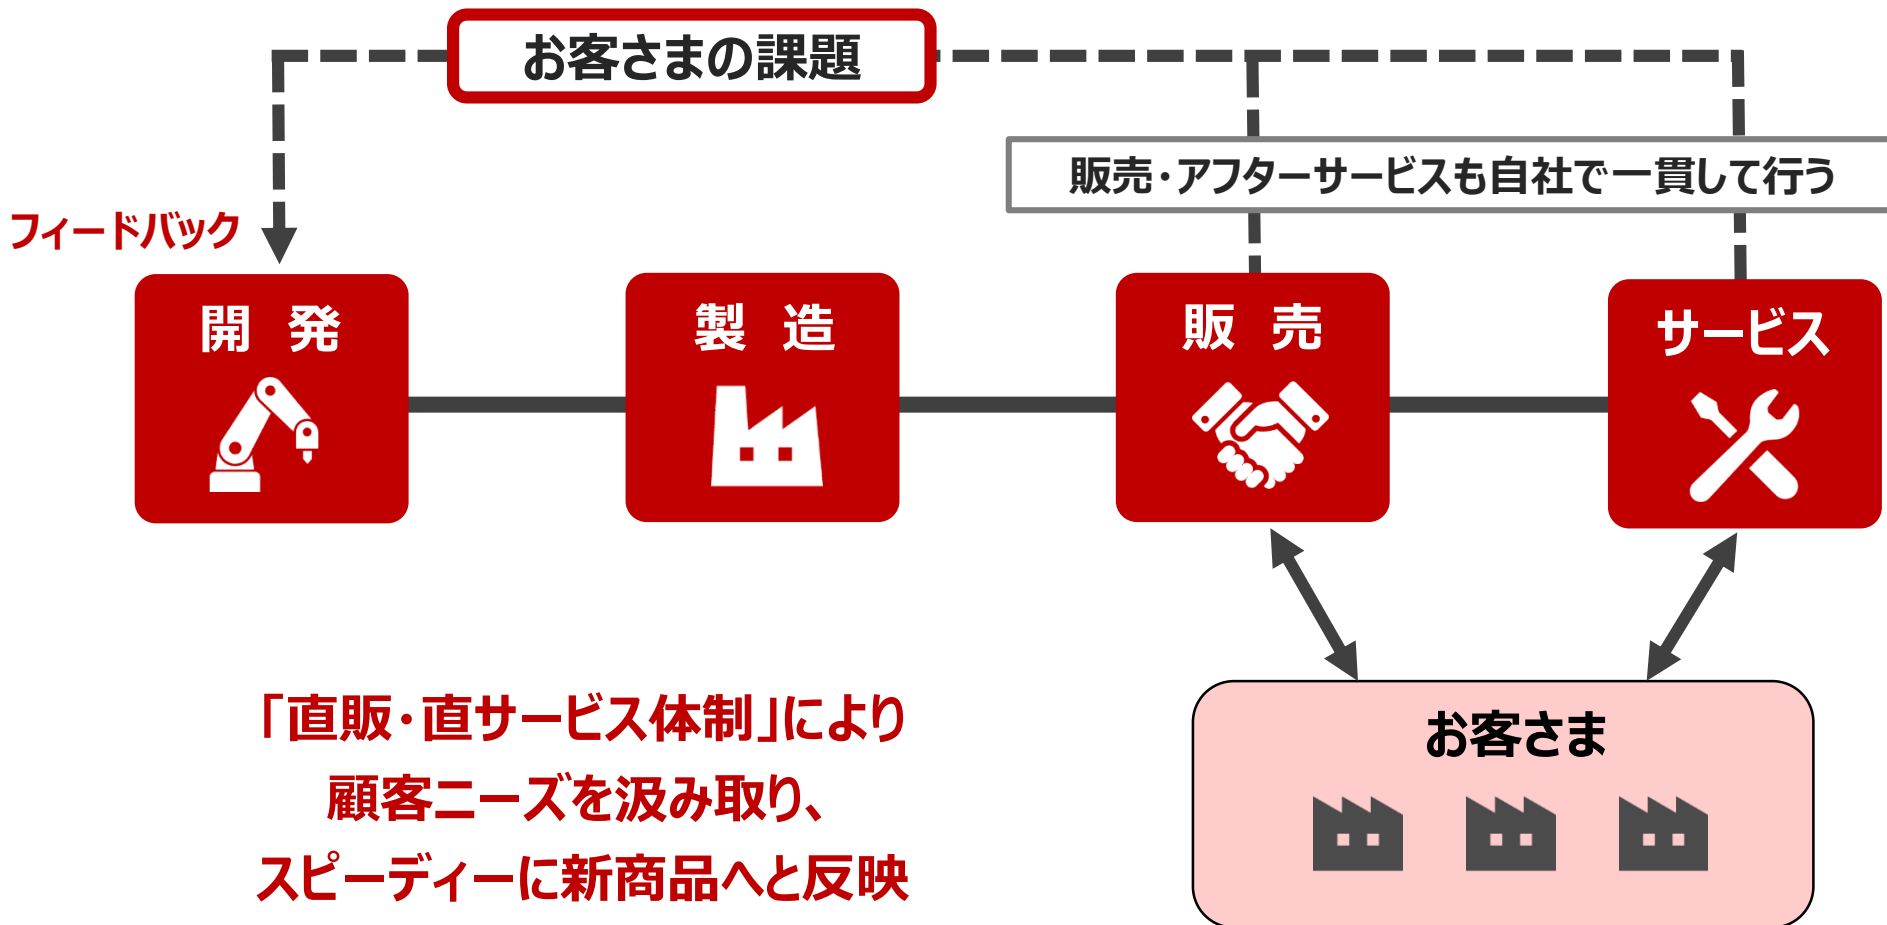 お客さまの課題
販売・アフターサービスも自社で一貫して行う
フィードバック
開 発
製 造
販 売
サービス
「直販・直サービス体制」により
顧客ニーズを汲み取り、
スピーディーに新商品へと反映
お客さま